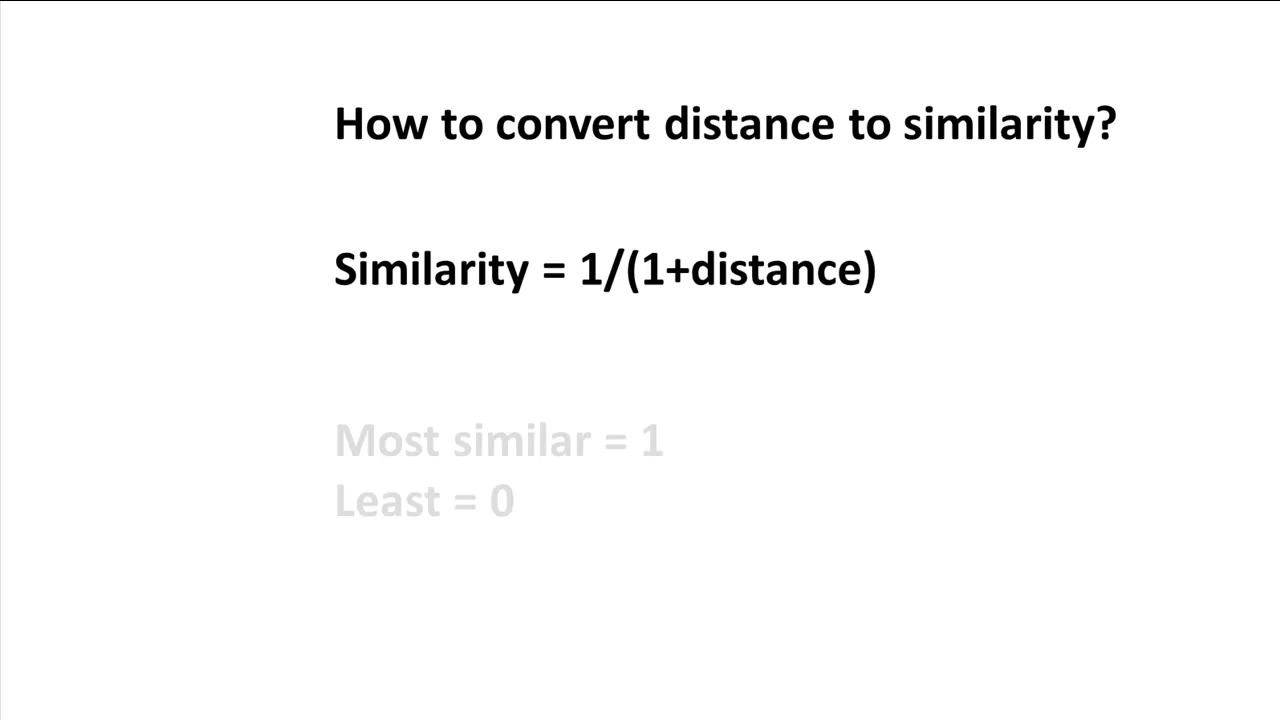 How to convert distance to similarity?
Similarity = 1/(1+distance)
Most similar = 1
Least = 0